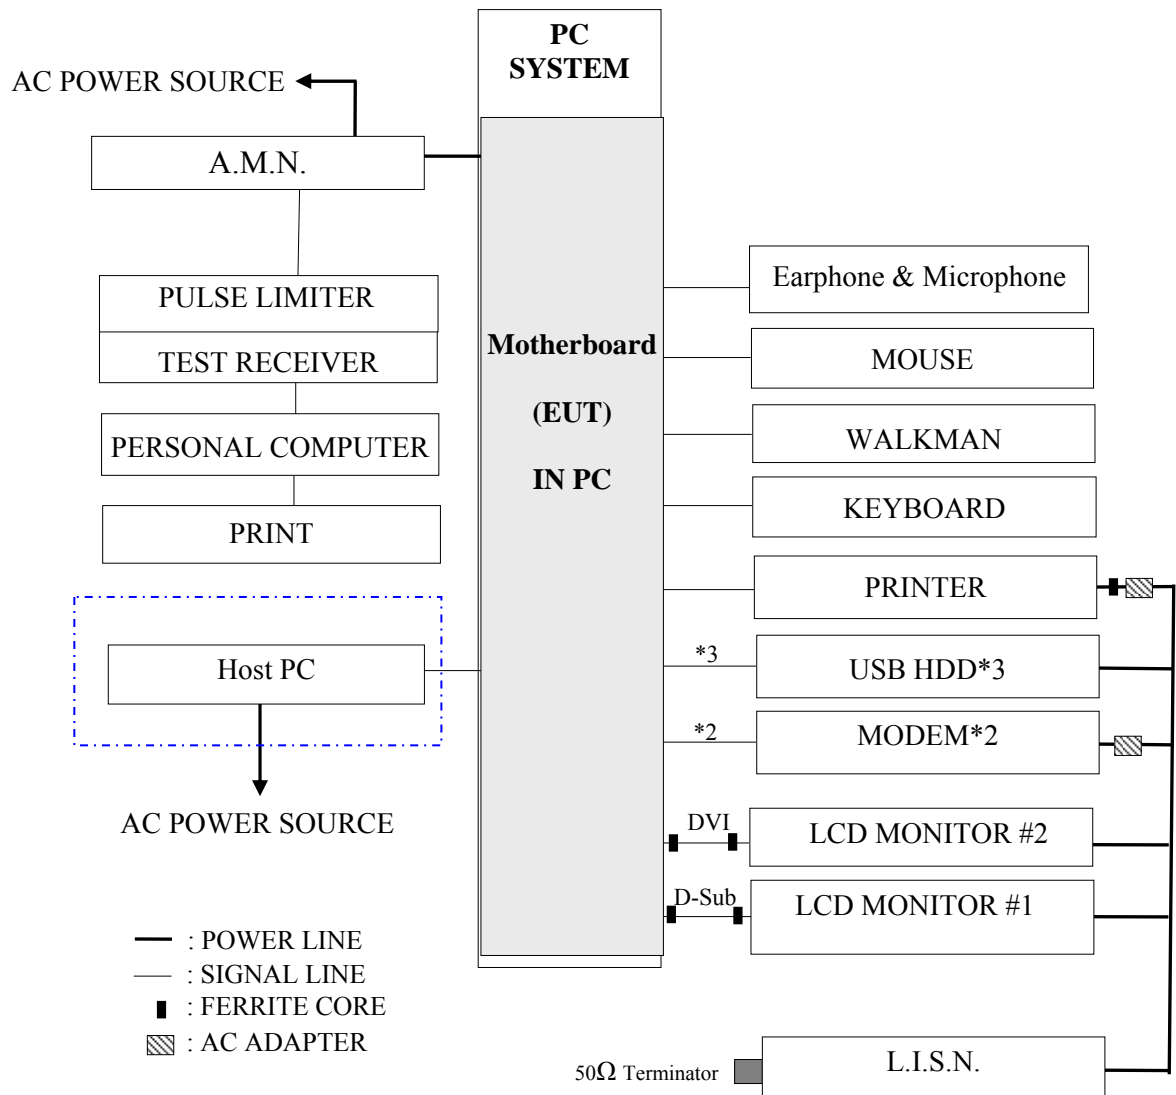 PC
SYSTEM
AC POWER SOURCE
A.M.N.
PULSE LIMITER
TEST RECEIVER
PERSONAL COMPUTER
PRINT
Host PC
AC POWER SOURCE
Motherboard
(EUT)
IN PC
Earphone & Microphone
MOUSE
WALKMAN
KEYBOARD
PRINTER
*3
USB HDD*3
*2
MODEM*2
DVI
LCD MONITOR #2
D-Sub
LCD MONITOR #1
: POWER LINE
: SIGNAL LINE
: FERRITE CORE
: AC ADAPTER
50Ω Terminator
L.I.S.N.